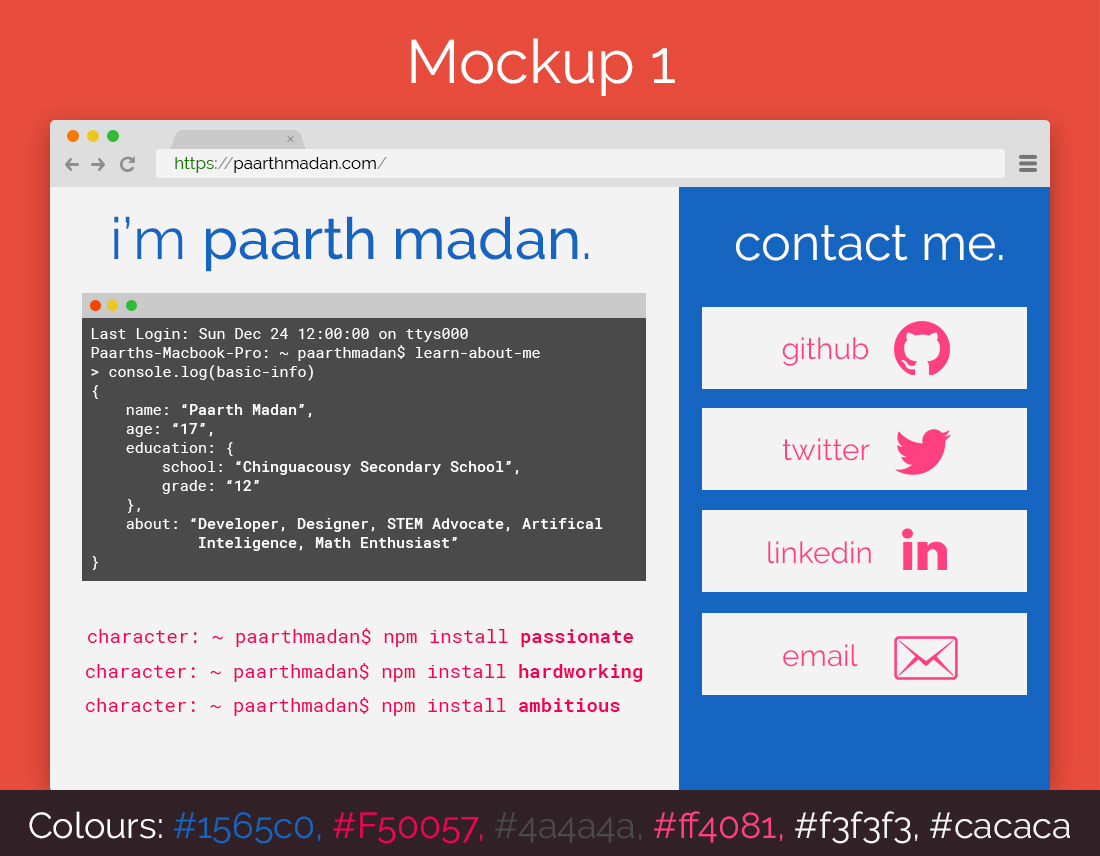 Mockup 1
https://paarthmadan.com/
i’m paarth madan.
Last Login: Sun Dec 24 12:00:00 on ttys000
Paarths-Macbook-Pro: ~ paarthmadan$ learn-about-me
> console.log(basic-info)
{
name: “Paarth Madan”,
age: “17”,
education: {
school: “Chinguacousy Secondary School”,
grade: “12”
},
about: “Developer, Designer, STEM Advocate, Artifical
Inteligence, Math Enthusiast”
}
character: ~ paarthmadan$ npm install passionate
character: ~ paarthmadan$ npm install hardworking
character: ~ paarthmadan$ npm install ambitious
contact me.
github
twitter
linkedin
in
email
Colours: #1565c0, #F50057, #4a4a4a, #ff4081, #f3f3f3, #cacaca